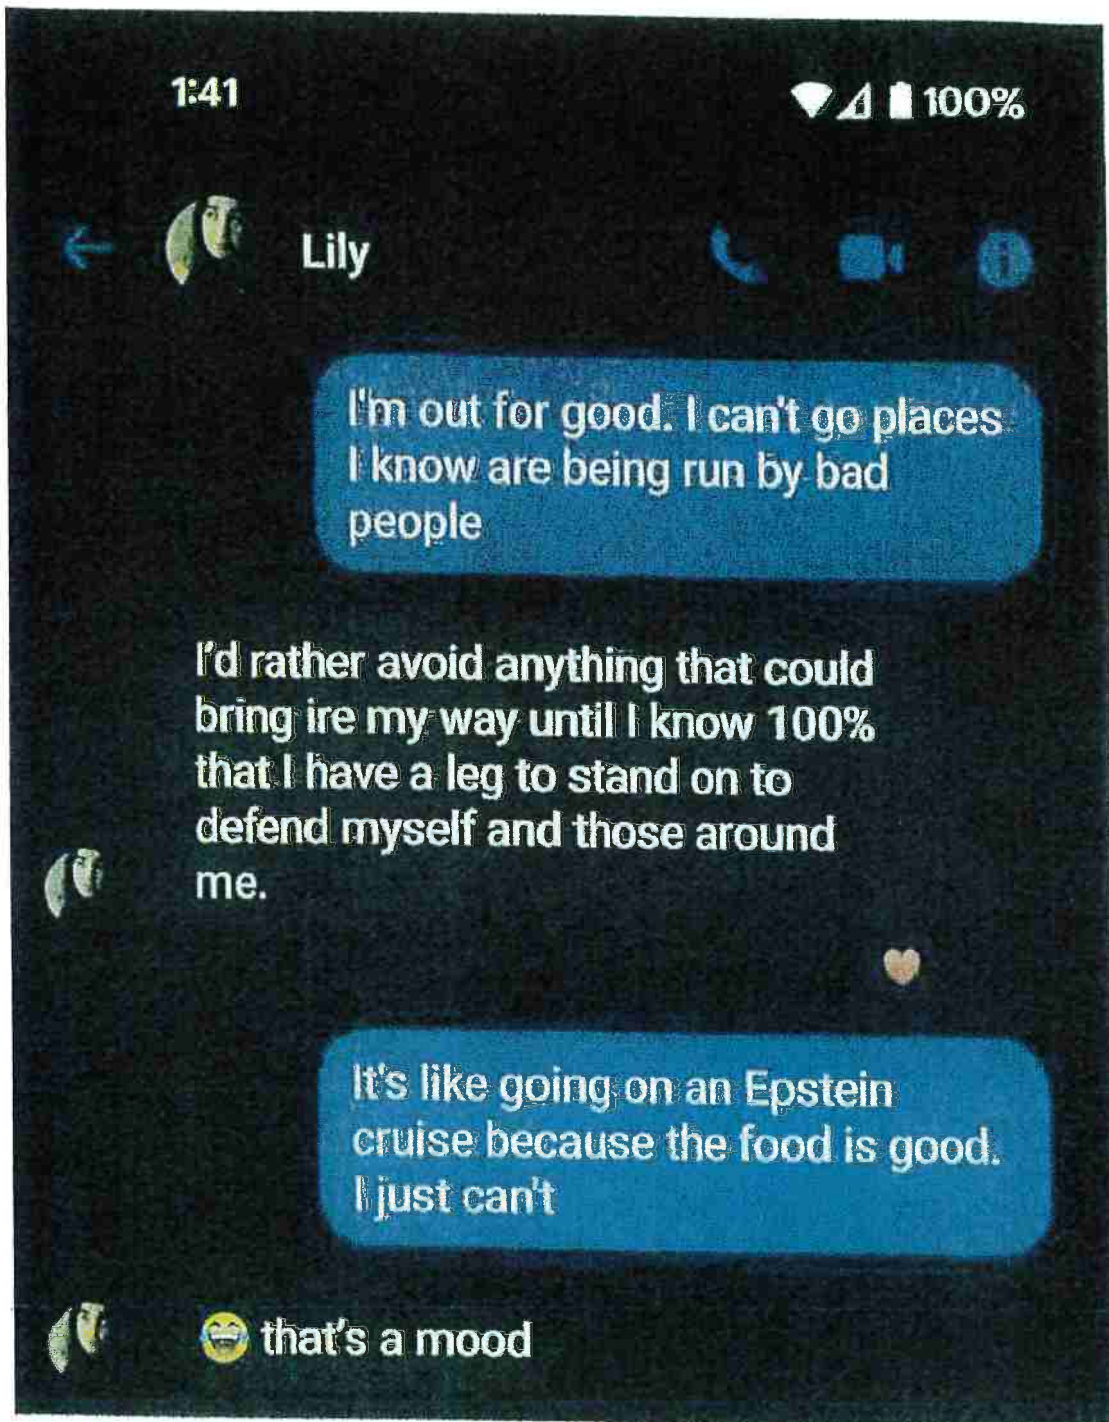 1:41
100%
Lily
I'm out for good. I can't go places
I know are being run by bad
people
I'd rather avoid anything that could
bring ire my way until I know 100%
that I have a leg to stand on to
defend myself and those around
me.
It's like going on an Epstein
cruise because the food is good.
I just can't
😂 that's a mood